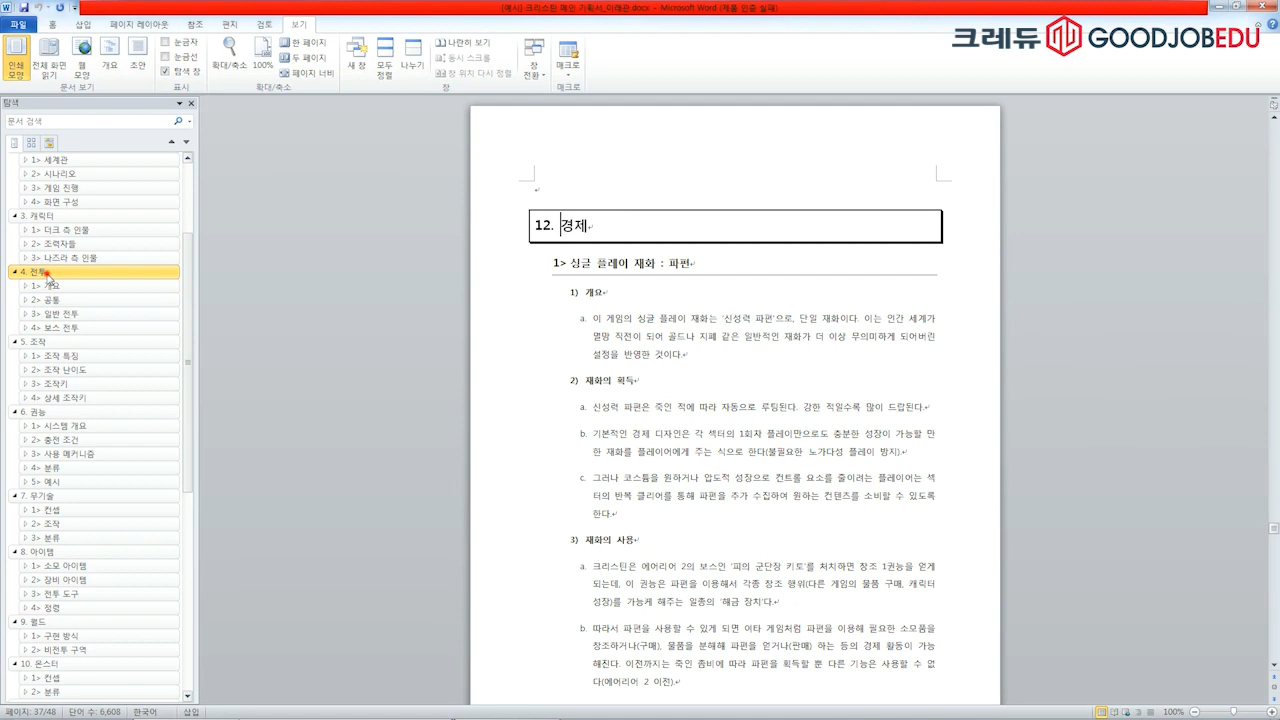 (예시) 크리스틴 메인 기획서_이래관.docx - Microsoft Word (제품 인증 실패)
파일 홈 삽입 페이지 레이아웃 참조 편지 검토 보기
크레듀 GOODJOBEDU
인쇄 모양
전체 화면 읽기
웹 모양
개요
초안
눈금자
눈금선
탐색 창
확대/축소
100%
한 페이지
두 페이지
페이지 너비
새 창
모두 정렬
나누기
나란히 보기
동시 스크롤
창 위치 다시 정렬
창 전환
매크로
문서 보기
표시
확대/축소
창
매크로
탐색
문서 검색
1> 세계관
2> 시나리오
3> 게임 진행
4> 화면 구성
3. 캐릭터
1> 더크 측 인물
2> 조력자들
3> 나즈라 측 인물
4. 전투
1> 개요
2> 공통
3> 일반 전투
4> 보스 전투
5. 조작
1> 조작 특징
2> 조작 난이도
3> 조작키
4> 상세 조작키
6. 권능
1> 시스템 개요
2> 충전 조건
3> 사용 메커니즘
4> 분류
5> 예시
7. 무기술
1> 컨셉
2> 조작
3> 분류
8. 아이템
1> 소모 아이템
2> 장비 아이템
3> 전투 도구
4> 정령
9. 월드
1> 구현 방식
2> 비전투 구역
10. 몬스터
1> 컨셉
2> 분류
12. 경제
1> 싱글 플레이 재화 : 파편
1) 개요
a. 이 게임의 싱글 플레이 재화는 '신성력 파편'으로, 단일 재화이다. 이는 인간 세계가
멸망 직전이 되어 골드나 지폐 같은 일반적인 재화가 더 이상 무의미하게 되어버린
설정을 반영한 것이다.
2) 재화의 획득
a. 신성력 파편은 죽인 적에 따라 자동으로 루팅된다. 강한 적일수록 많이 드랍된다.
b. 기본적인 경제 디자인은 각 섹터의 1회차 플레이만으로도 충분한 성장이 가능할 만
한 재화를 플레이어에게 주는 식으로 한다(불필요한 노가다성 플레이 방지).
c. 그러나 코스튬을 원하거나 압도적 성장으로 컨트롤 요소를 줄이려는 플레이어는 섹
터의 반복 클리어를 통해 파편을 추가 수집하여 원하는 컨텐츠를 소비할 수 있도록
한다.
3) 재화의 사용
a. 크리스틴은 에어리어 2의 보스인 '피의 군단장 키토'를 처치하면 창조 1권능을 얻게
되는데, 이 권능은 파편을 이용해서 각종 창조 행위(다른 게임의 물품 구매, 캐릭터
성장)를 가능케 해주는 일종의 '해금 장치'다.
b. 따라서 파편을 사용할 수 있게 되면 여타 게임처럼 파편을 이용해 필요한 소모품을
창조하거나(구매), 물품을 분해해 파편을 얻거나(판매) 하는 등의 경제 활동이 가능
해진다. 이전까지는 죽인 좀비에 따라 파편을 획득할 뿐 다른 기능은 사용할 수 없
다(에어리어 2 이전).
페이지: 37/48 단어 수: 6,608 한국어 삽입 100%